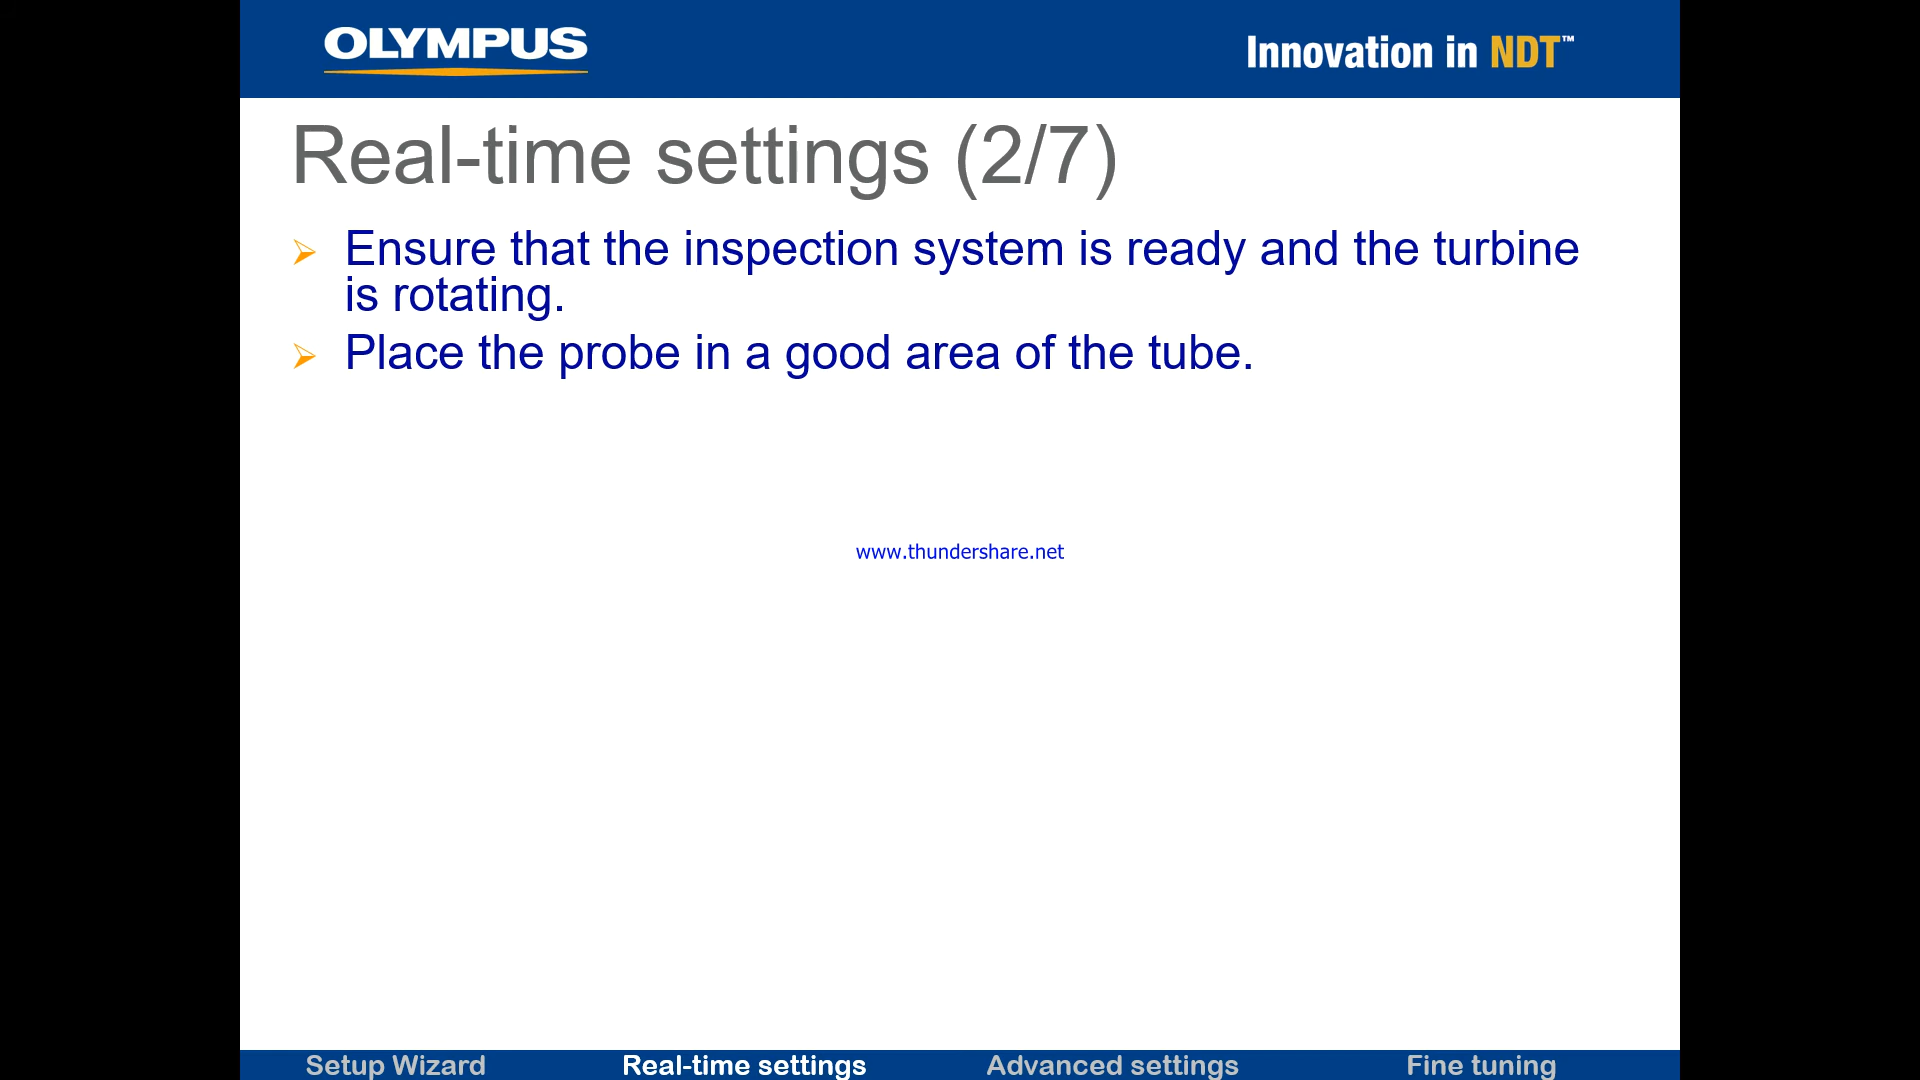 OLYMPUS
Innovation in NDT™
Real-time settings (2/7)
➢ Ensure that the inspection system is ready and the turbine
is rotating.
➢ Place the probe in a good area of the tube.
www.thundershare.net
Setup Wizard Real-time settings Advanced settings Fine tuning